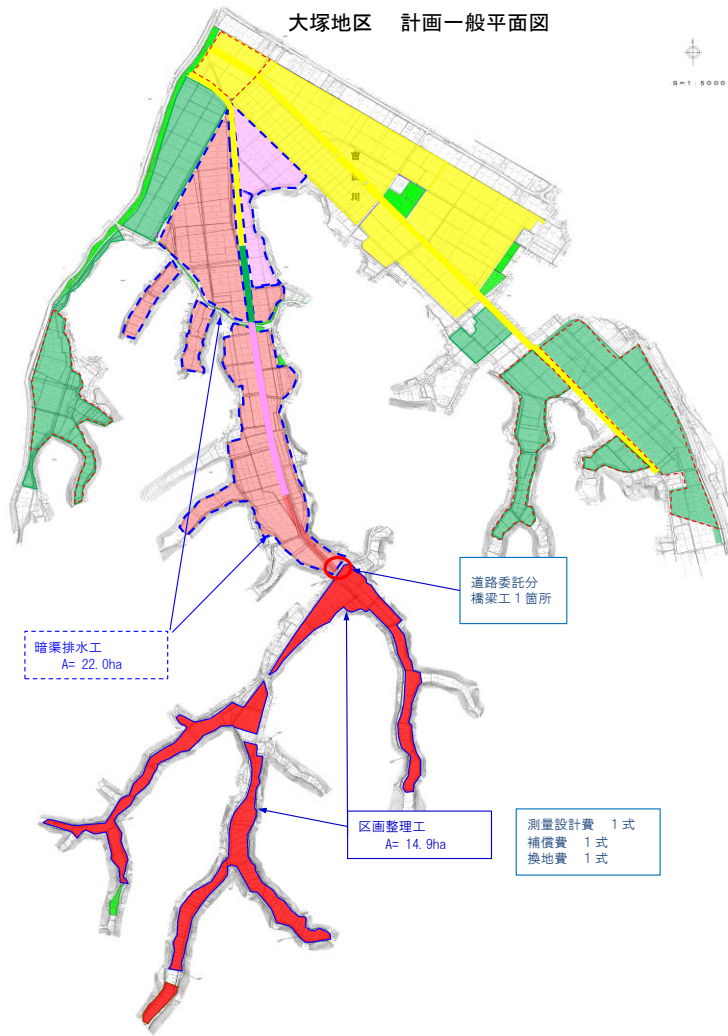 大塚地区　計画一般平面図
S=1:5000
道路委託分
橋梁工１箇所
暗渠排水工
A= 22.0ha
区画整理工
A= 14.9ha
測量設計費　１式
補償費　１式
換地費　１式